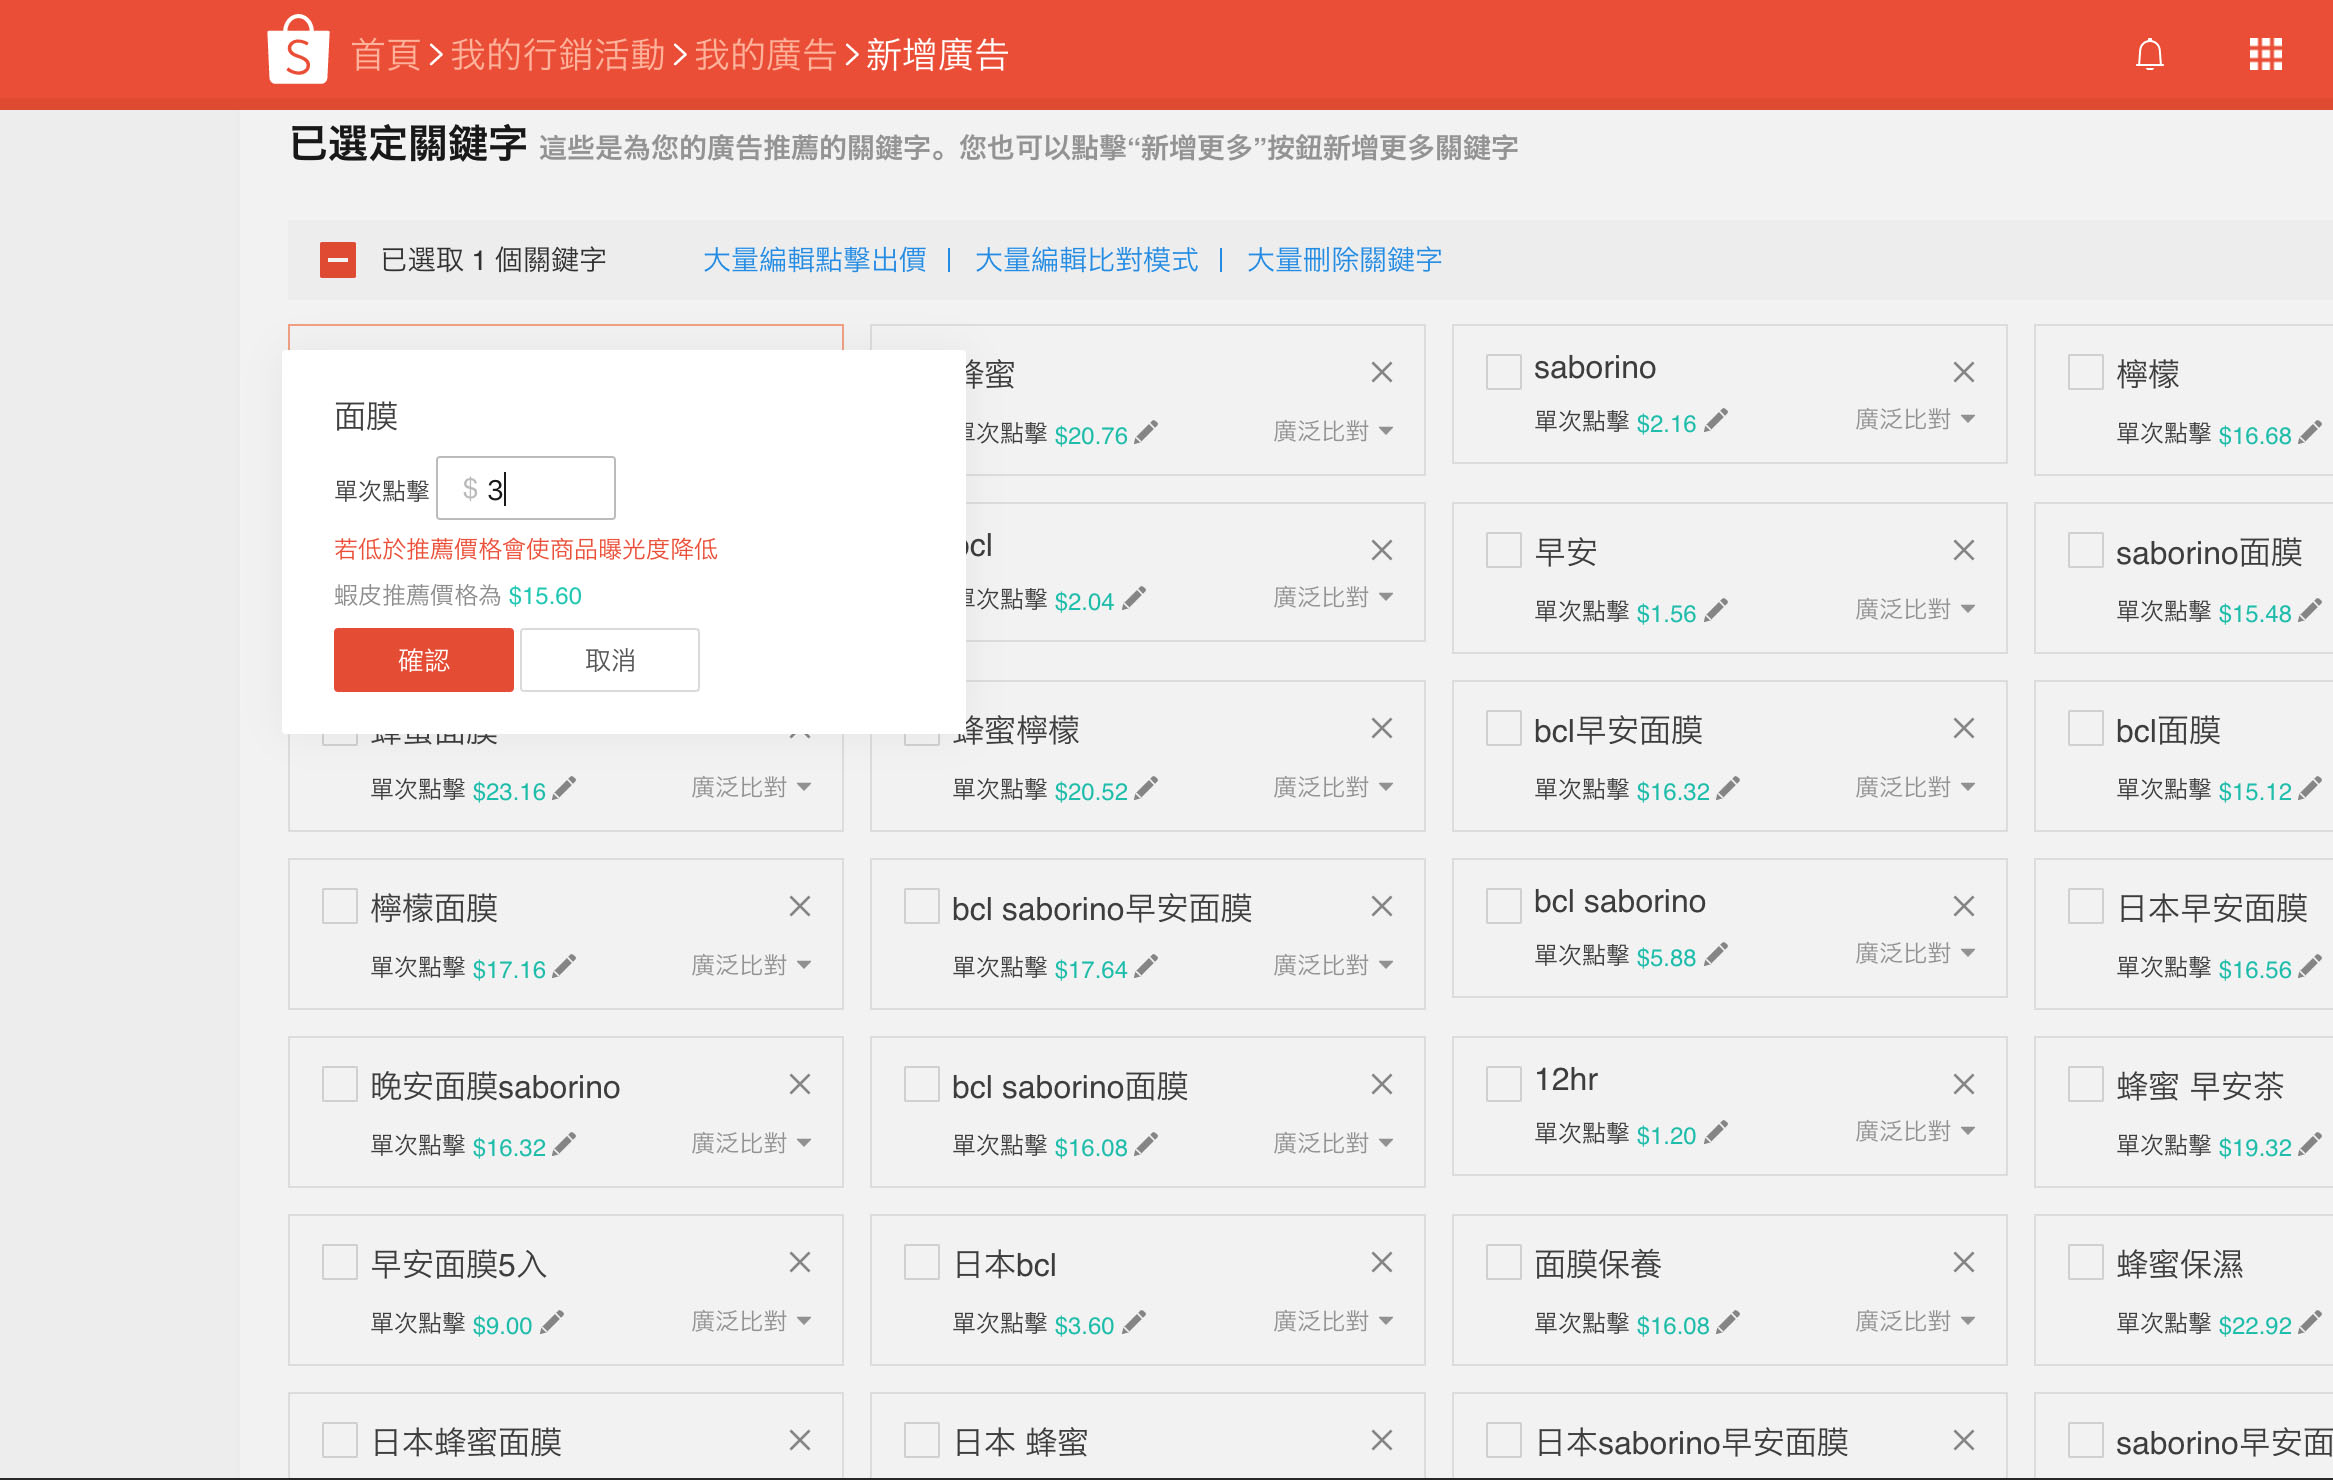 首頁 > 我的行銷活動 > 我的廣告 > 新增廣告
已選定關鍵字 這些是為您的廣告推薦的關鍵字。您也可以點擊“新增更多”按鈕新增更多關鍵字
已選取 1 個關鍵字 大量編輯點擊出價 | 大量編輯比對模式 | 大量刪除關鍵字
面膜
單次點擊 $ 3
若低於推薦價格會使商品曝光度降低
蝦皮推薦價格為 $15.60
確認 取消
蜂蜜 saborino 檸檬
單次點擊 $20.76 廣泛比對 單次點擊 $2.16 廣泛比對 單次點擊 $16.68
bcl 早安 saborino面膜
單次點擊 $2.04 廣泛比對 單次點擊 $1.56 廣泛比對 單次點擊 $15.48
蜂蜜面膜 蜂蜜檸檬 bcl早安面膜 bcl面膜
單次點擊 $23.16 廣泛比對 單次點擊 $20.52 廣泛比對 單次點擊 $16.32 廣泛比對 單次點擊 $15.12
檸檬面膜 bcl saborino早安面膜 bcl saborino 日本早安面膜
單次點擊 $17.16 廣泛比對 單次點擊 $17.64 廣泛比對 單次點擊 $5.88 廣泛比對 單次點擊 $16.56
晚安面膜saborino bcl saborino面膜 12hr 蜂蜜 早安茶
單次點擊 $16.32 廣泛比對 單次點擊 $16.08 廣泛比對 單次點擊 $1.20 廣泛比對 單次點擊 $19.32
早安面膜5入 日本bcl 面膜保養 蜂蜜保濕
單次點擊 $9.00 廣泛比對 單次點擊 $3.60 廣泛比對 單次點擊 $16.08 廣泛比對 單次點擊 $22.92
日本蜂蜜面膜 日本 蜂蜜 日本saborino早安面膜 saborino早安面